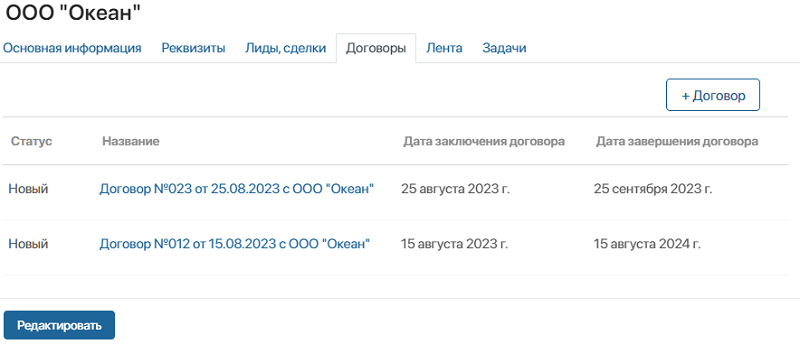 ООО "Океан"
Основная информация Реквизиты Лиды, сделки Договоры Лента Задачи
+ Договор
Статус Название Дата заключения договора Дата завершения договора
Новый Договор №023 от 25.08.2023 с ООО "Океан" 25 августа 2023 г. 25 сентября 2023 г.
Новый Договор №012 от 15.08.2023 с ООО "Океан" 15 августа 2023 г. 15 августа 2024 г.
Редактировать